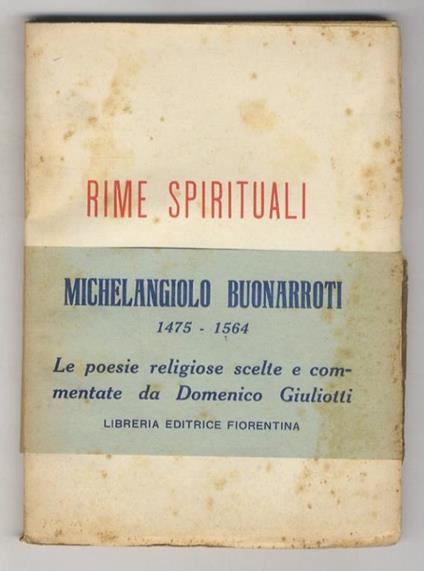 RIME SPIRITUALI
MICHELANGIOLO BUONARROTI
1475 - 1564
Le poesie religiose scelte e com-
mentate da Domenico Giuliotti
LIBRERIA EDITRICE FIORENTINA